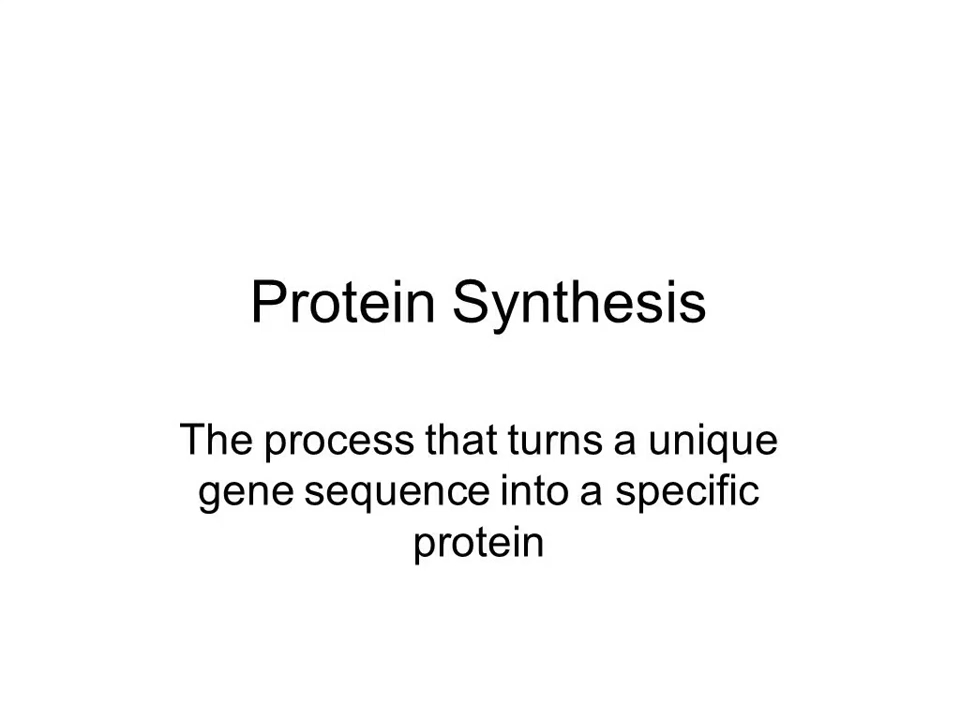 Protein Synthesis
The process that turns a unique
gene sequence into a specific
protein